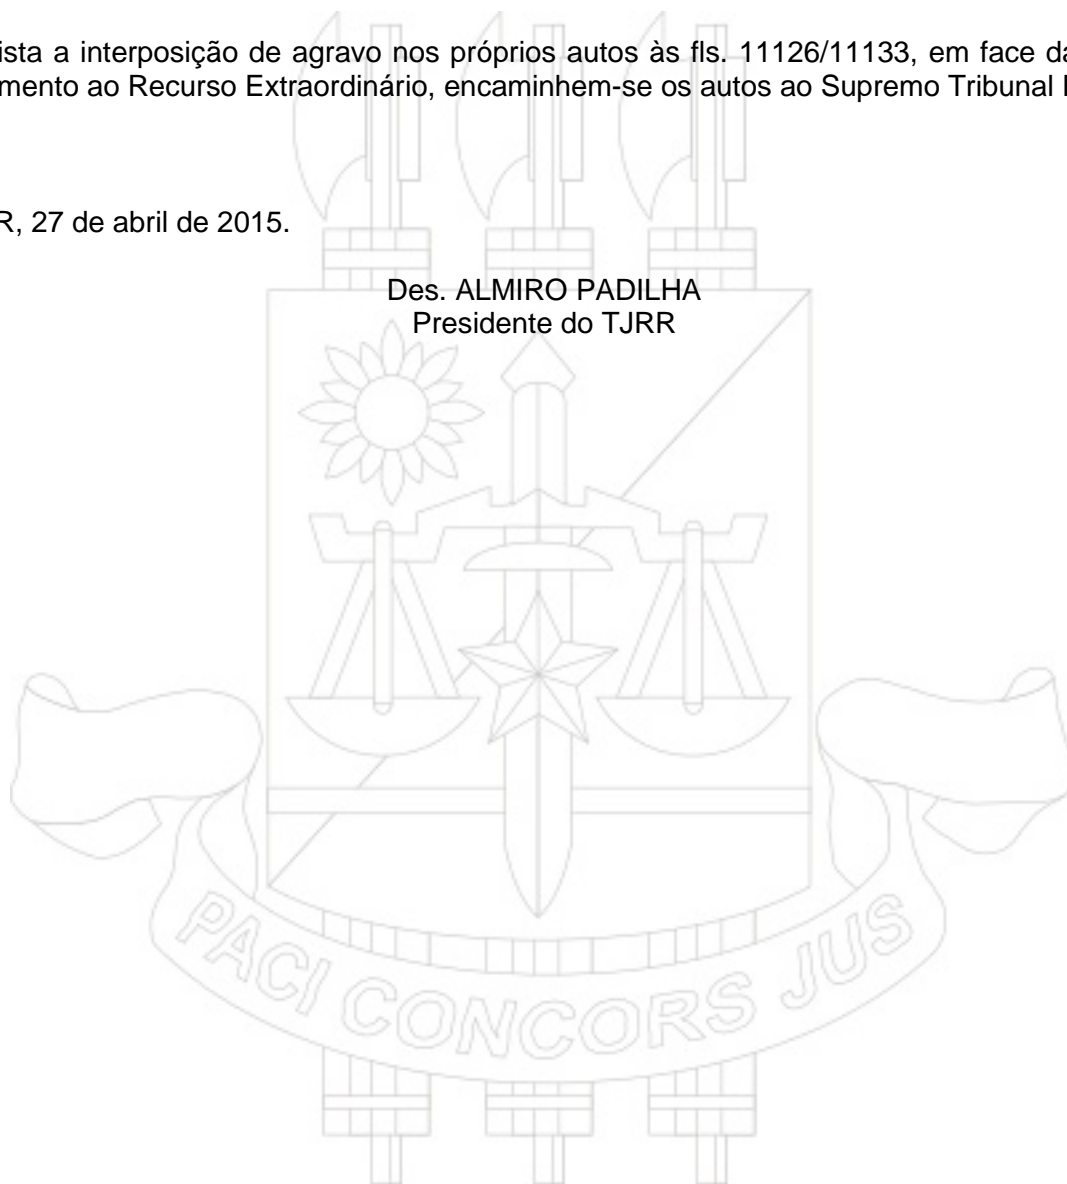 ista a interposição de agravo nos próprios autos às fls. 11126/11133, em face da
mento ao Recurso Extraordinário, encaminhem-se os autos ao Supremo Tribunal
R, 27 de abril de 2015.
Des. ALMIRO PADILHA
Presidente do TJRR
PACI CONCORS JUS